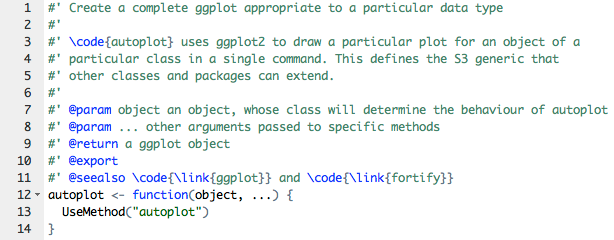 1 #' Create a complete ggplot appropriate to a particular data type
2 #'
3 #' \code{autoplot} uses ggplot2 to draw a particular plot for an object of a
4 #' particular class in a single command. This defines the S3 generic that
5 #' other classes and packages can extend.
6 #'
7 #' @param object an object, whose class will determine the behaviour of autoplot
8 #' @param ... other arguments passed to specific methods
9 #' @return a ggplot object
10 #' @export
11 #' @seealso \code{\link{ggplot}} and \code{\link{fortify}}
12 autoplot <- function(object, ...) {
13   UseMethod("autoplot")
14 }